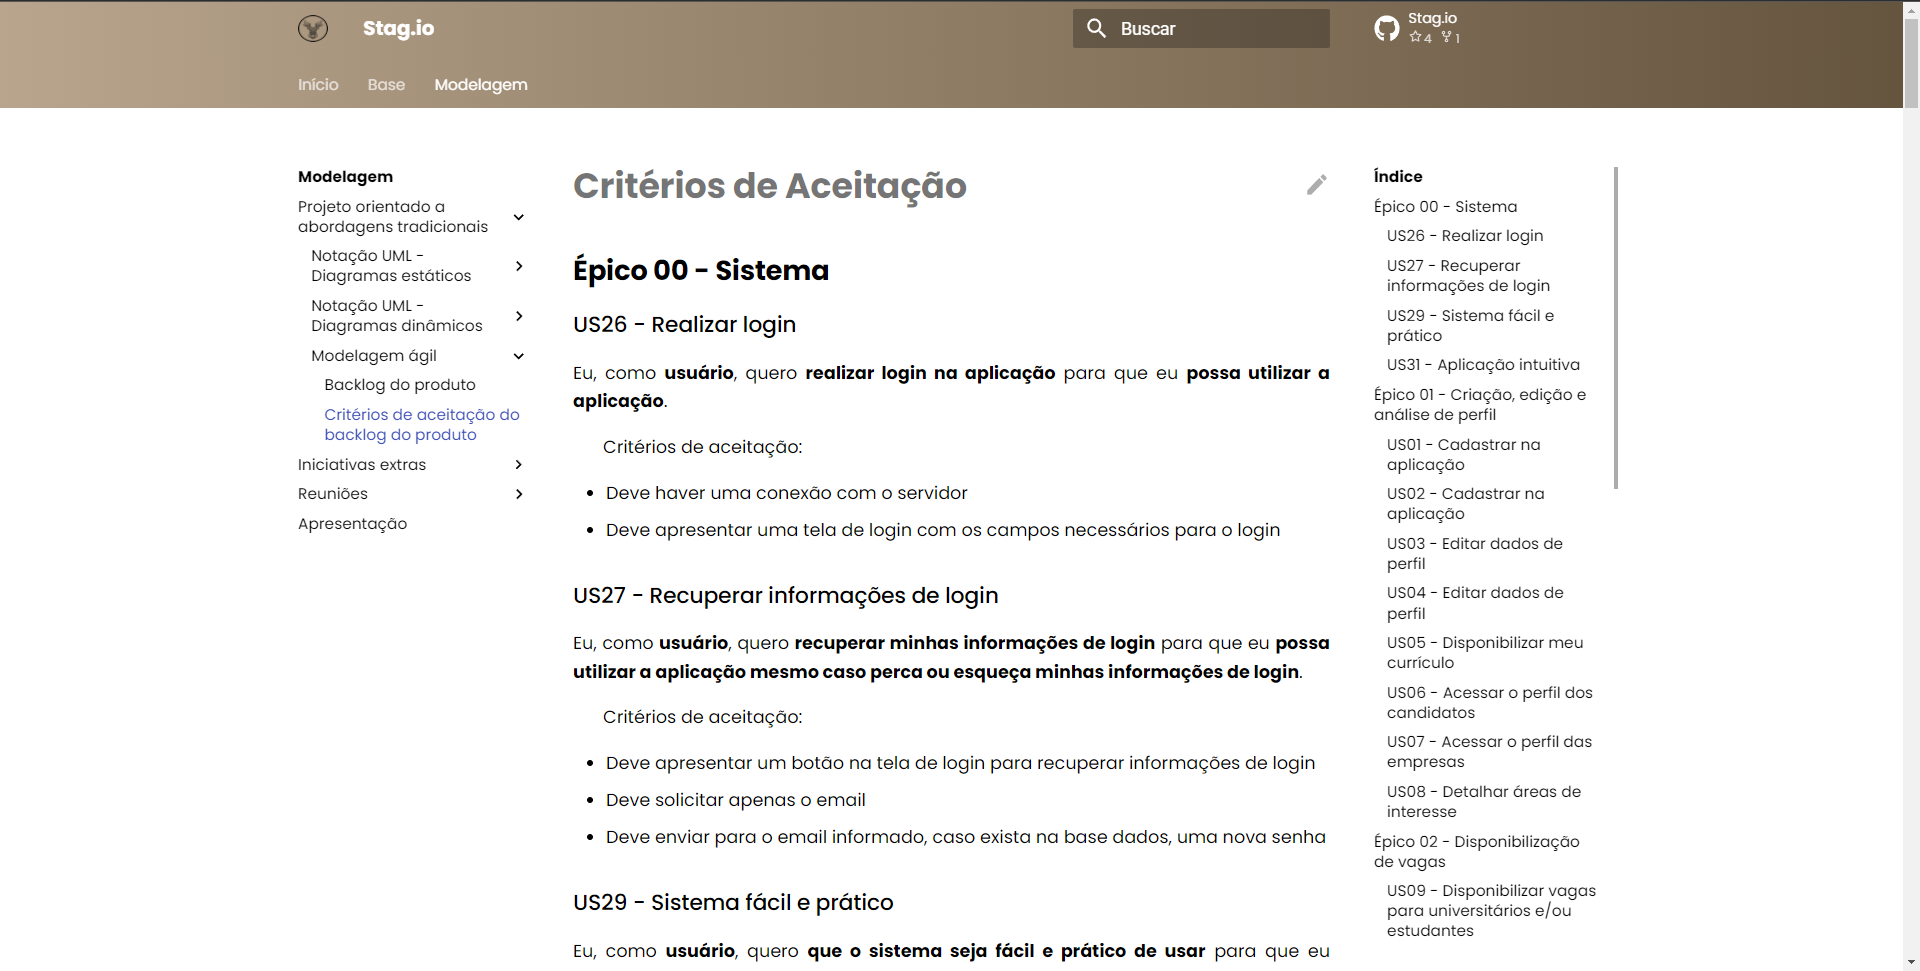 Stag.io
Buscar
Stag.io
4 1
Início Base Modelagem
Modelagem
Projeto orientado a
abordagens tradicionais
Notação UML -
Diagramas estáticos
Notação UML -
Diagramas dinâmicos
Modelagem ágil
Backlog do produto
Critérios de aceitação do
backlog do produto
Iniciativas extras
Reuniões
Apresentação
Critérios de Aceitação
Épico 00 - Sistema
US26 - Realizar login
Eu, como usuário, quero realizar login na aplicação para que eu possa utilizar a
aplicação.
Critérios de aceitação:
Deve haver uma conexão com o servidor
Deve apresentar uma tela de login com os campos necessários para o login
US27 - Recuperar informações de login
Eu, como usuário, quero recuperar minhas informações de login para que eu possa
utilizar a aplicação mesmo caso perca ou esqueça minhas informações de login.
Critérios de aceitação:
Deve apresentar um botão na tela de login para recuperar informações de login
Deve solicitar apenas o email
Deve enviar para o email informado, caso exista na base dados, uma nova senha
US29 - Sistema fácil e prático
Eu, como usuário, quero que o sistema seja fácil e prático de usar para que eu
Índice
Épico 00 - Sistema
US26 - Realizar login
US27 - Recuperar
informações de login
US29 - Sistema fácil e
prático
US31 - Aplicação intuitiva
Épico 01 - Criação, edição e
análise de perfil
US01 - Cadastrar na
aplicação
US02 - Cadastrar na
aplicação
US03 - Editar dados de
perfil
US04 - Editar dados de
perfil
US05 - Disponibilizar meu
currículo
US06 - Acessar o perfil dos
candidatos
US07 - Acessar o perfil das
empresas
US08 - Detalhar áreas de
interesse
Épico 02 - Disponibilização
de vagas
US09 - Disponibilizar vagas
para universitários e/ou
estudantes